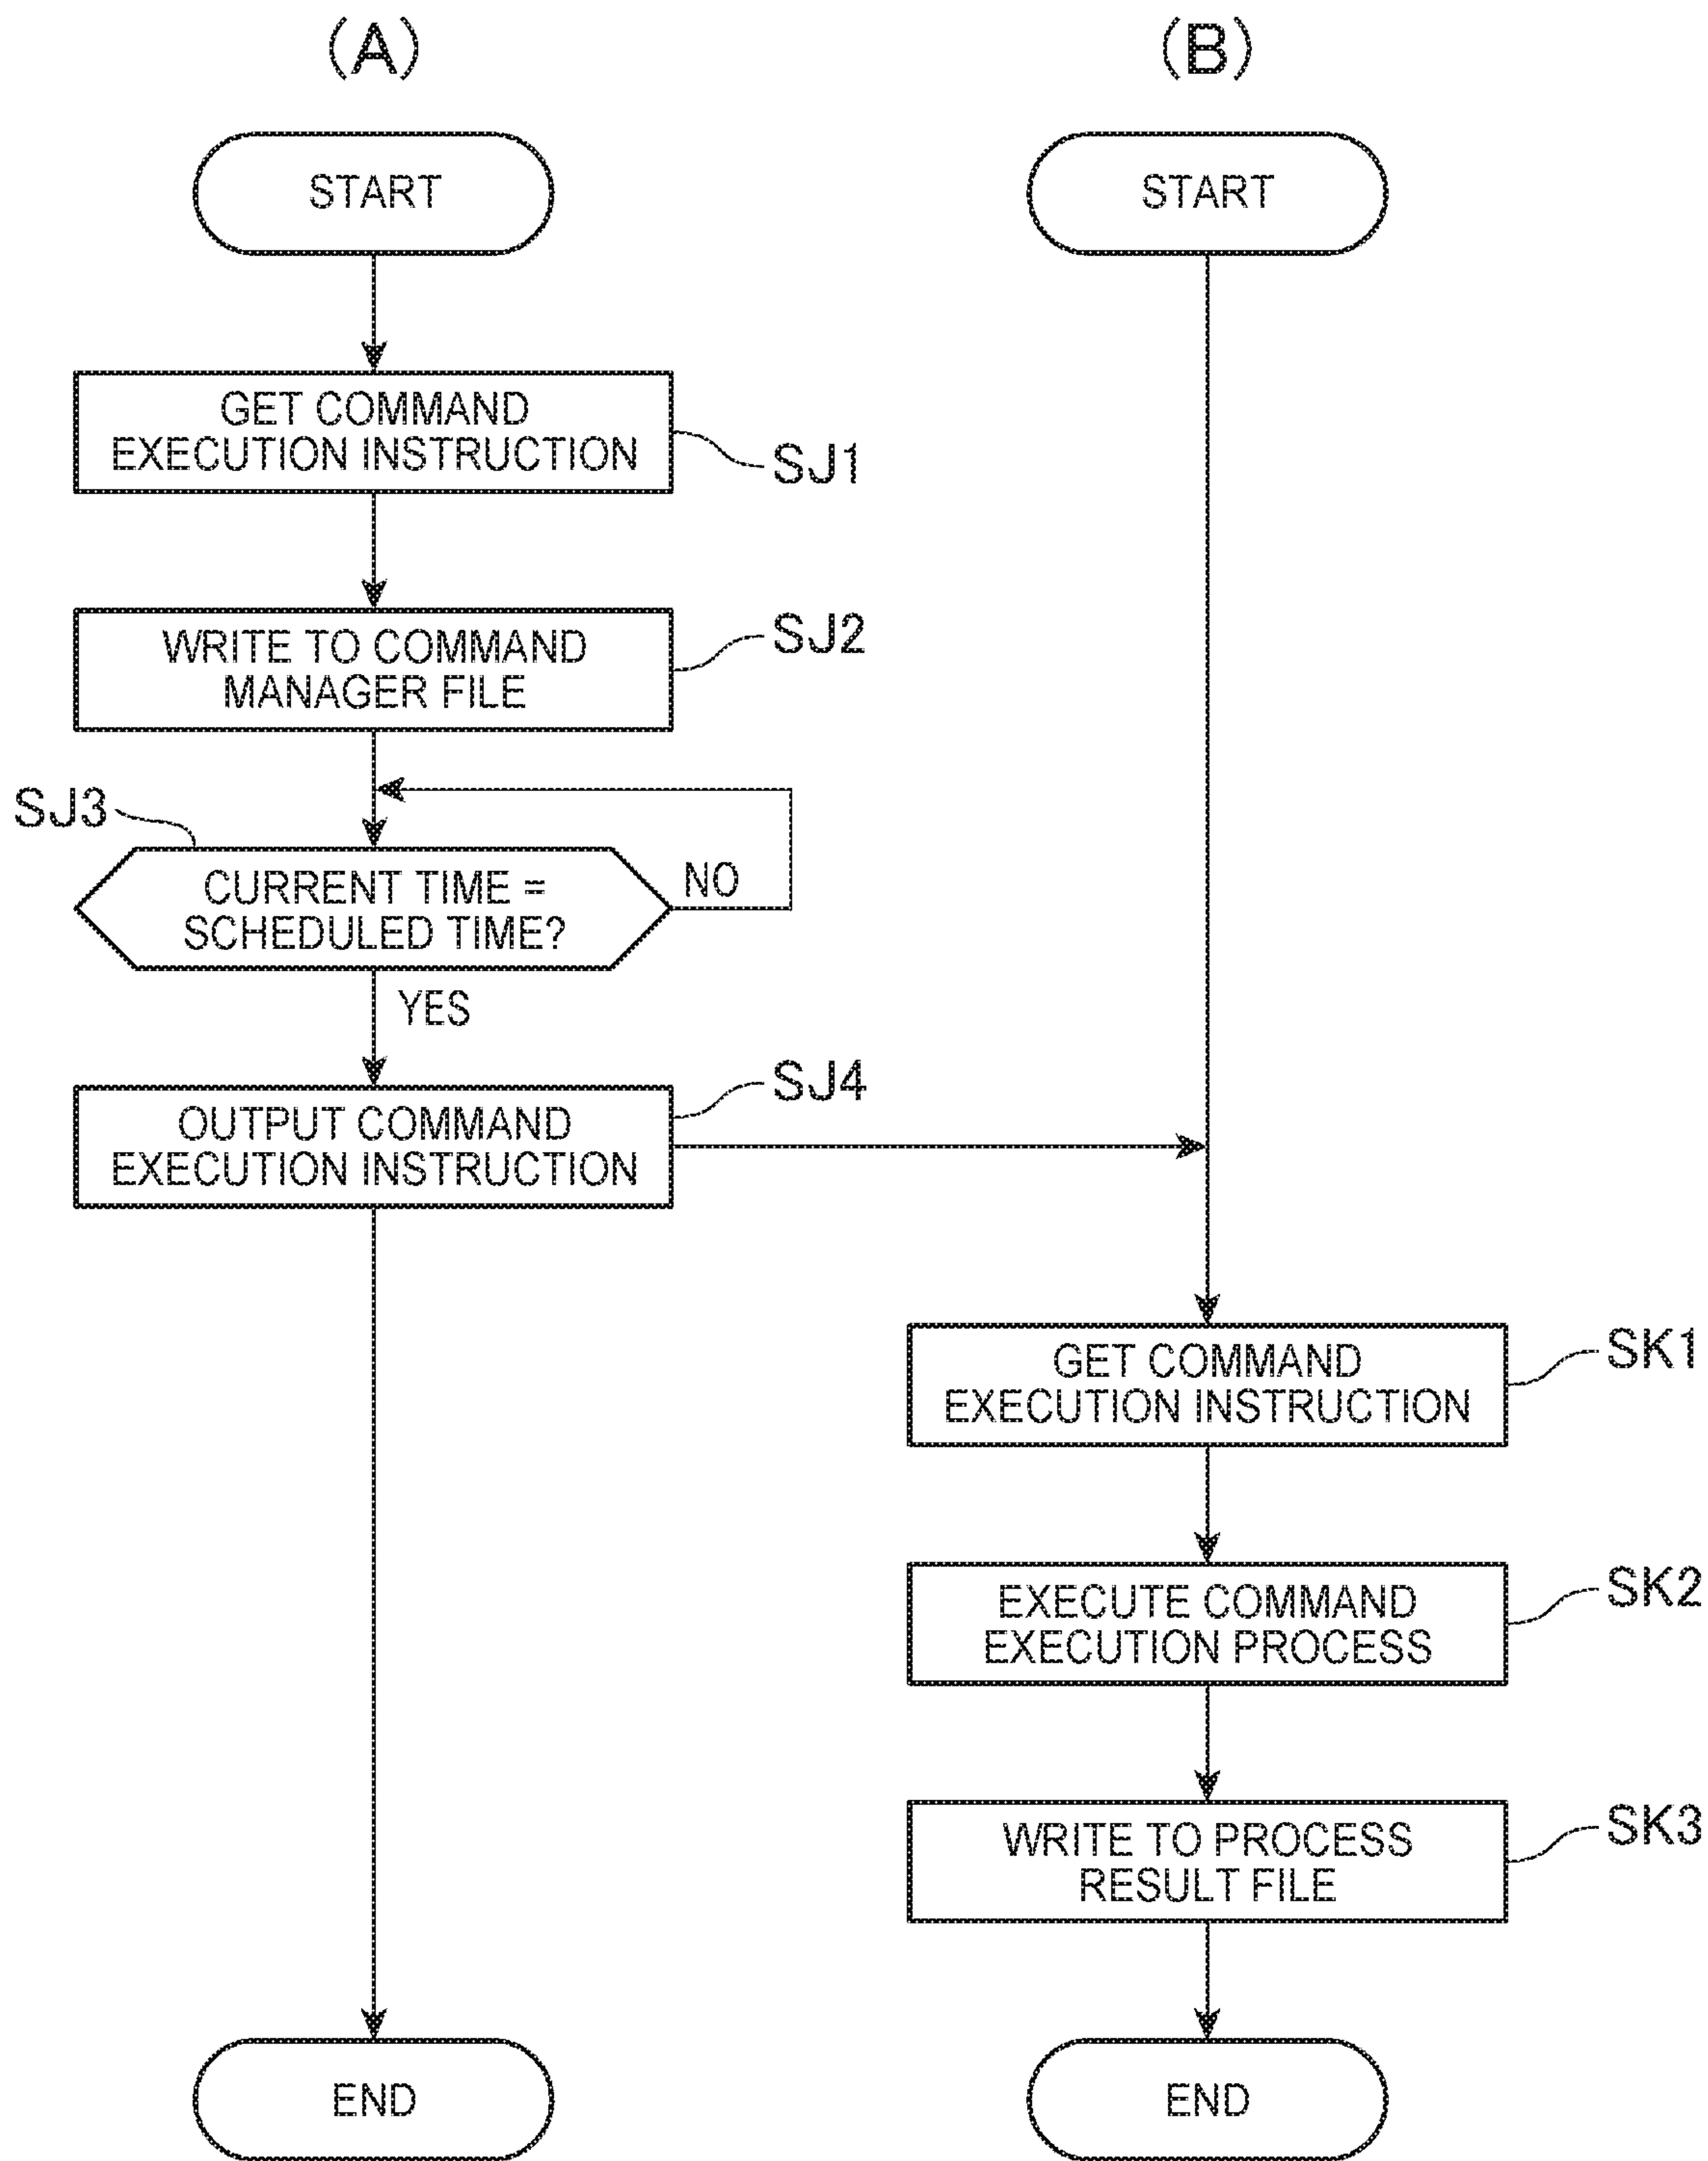 (A)
START
GET COMMAND
EXECUTION INSTRUCTION
SJ1
WRITE TO COMMAND
MANAGER FILE
SJ2
SJ3
CURRENT TIME =
SCHEDULED TIME?
NO
YES
OUTPUT COMMAND
EXECUTION INSTRUCTION
SJ4
END
(B)
START
GET COMMAND
EXECUTION INSTRUCTION
SK1
EXECUTE COMMAND
EXECUTION PROCESS
SK2
WRITE TO PROCESS
RESULT FILE
SK3
END